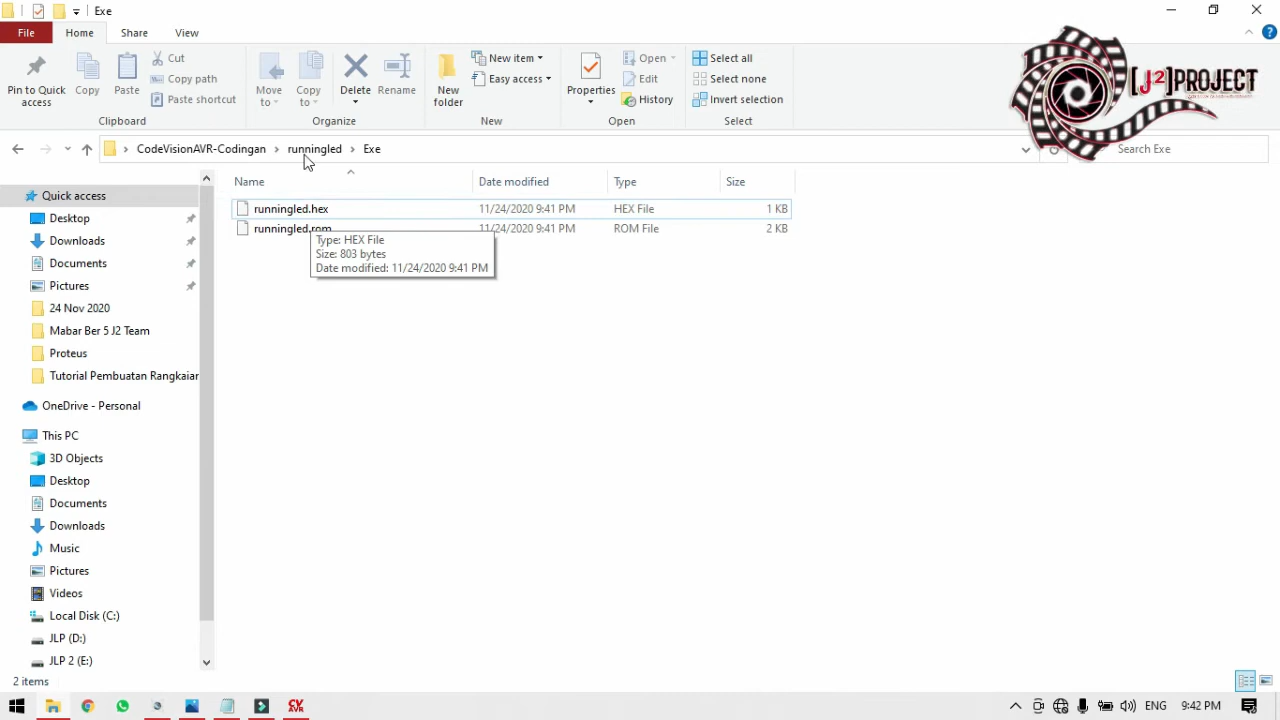 Exe
File Home Share View
Pin to Quick access
Copy
Paste
Cut
Copy path
Paste shortcut
Clipboard
Move to
Copy to
Delete
Rename
Organize
New folder
New item
Easy access
New
Properties
Open
Edit
History
Open
Select all
Select none
Invert selection
Select
[J2]PROJECT
CodeVisionAVR-Codingan > runningled > Exe
Search Exe
Name Date modified Type Size
runningled.hex 11/24/2020 9:41 PM HEX File 1 KB
runningled.rom 11/24/2020 9:41 PM ROM File 2 KB
Type: HEX File
Size: 803 bytes
Date modified: 11/24/2020 9:41 PM
Quick access
Desktop
Downloads
Documents
Pictures
24 Nov 2020
Mabar Ber 5 J2 Team
Proteus
Tutorial Pembuatan Rangkaian
OneDrive - Personal
This PC
3D Objects
Desktop
Documents
Downloads
Music
Pictures
Videos
Local Disk (C:)
JLP (D:)
JLP 2 (E:)
2 items
CV
AVR
ENG 9:42 PM